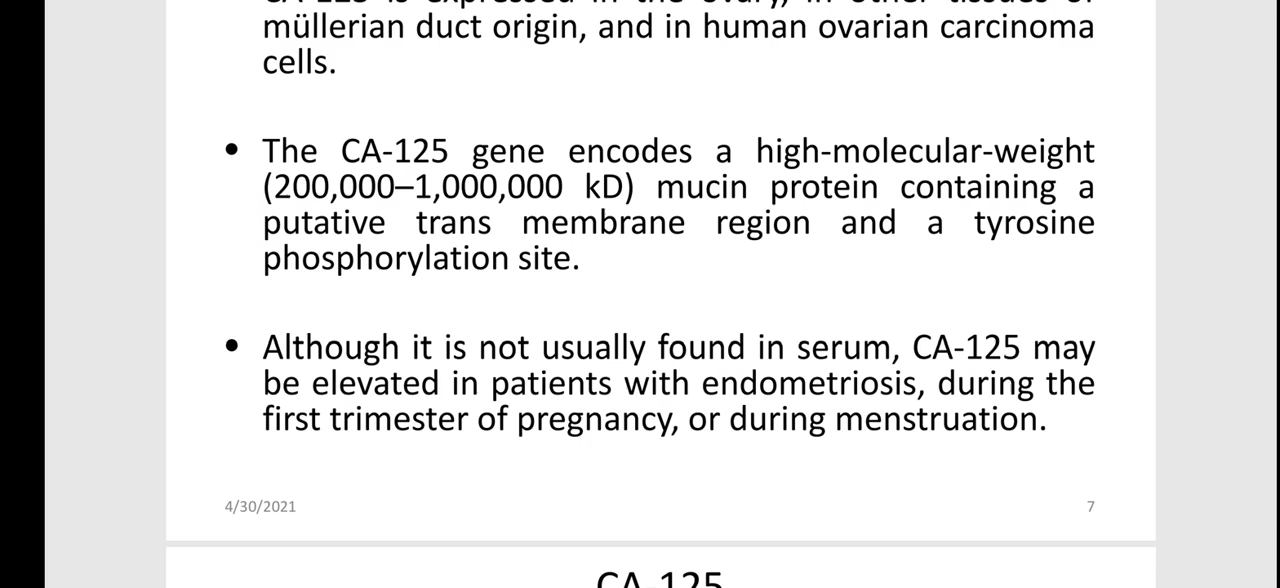 müllerian duct origin, and in human ovarian carcinoma
cells.
• The CA-125 gene encodes a high-molecular-weight
(200,000–1,000,000 kD) mucin protein containing a
putative trans membrane region and a tyrosine
phosphorylation site.
• Although it is not usually found in serum, CA-125 may
be elevated in patients with endometriosis, during the
first trimester of pregnancy, or during menstruation.
4/30/2021
7
CA-125